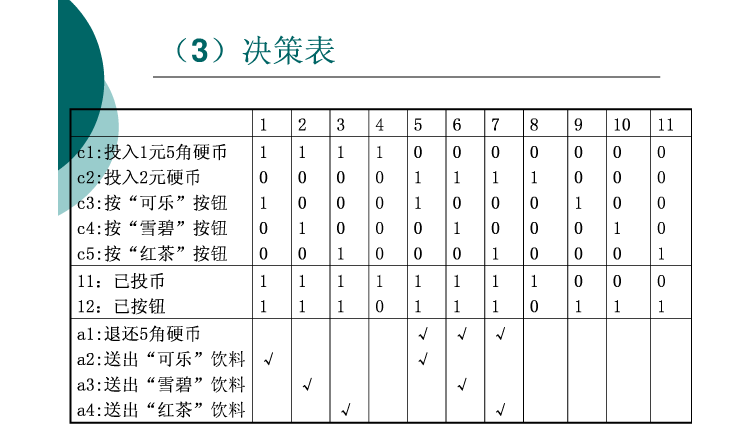 （3）决策表
1 2 3 4 5 6 7 8 9 10 11
c1:投入1元5角硬币 1 1 1 1 0 0 0 0 0 0 0
c2:投入2元硬币 0 0 0 0 1 1 1 1 0 0 0
c3:按“可乐”按钮 1 0 0 0 1 0 0 0 1 0 0
c4:按“雪碧”按钮 0 1 0 0 0 1 0 0 0 1 0
c5:按“红茶”按钮 0 0 1 0 0 0 1 0 0 0 1
11：已投币 1 1 1 1 1 1 1 1 0 0 0
12：已按钮 1 1 1 0 1 1 1 0 1 1 1
a1:退还5角硬币 √ √ √
a2:送出“可乐”饮料 √ √
a3:送出“雪碧”饮料 √ √
a4:送出“红茶”饮料 √ √